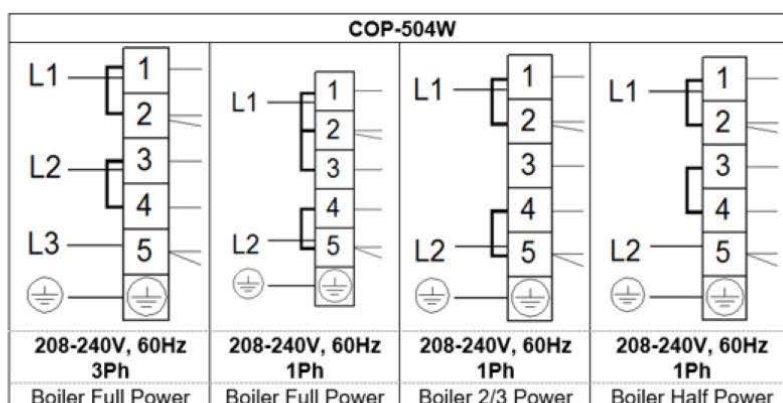 COP-504W
L1 1
2
L2 3
4
L3 5
208-240V, 60Hz
3Ph
Boiler Full Power
L1 1
2
3
4
L2 5
208-240V, 60Hz
1Ph
Boiler Full Power
L1 1
2
3
4
L2 5
208-240V, 60Hz
1Ph
Boiler 2/3 Power
L1 1
2
3
4
L2 5
208-240V, 60Hz
1Ph
Boiler Half Power